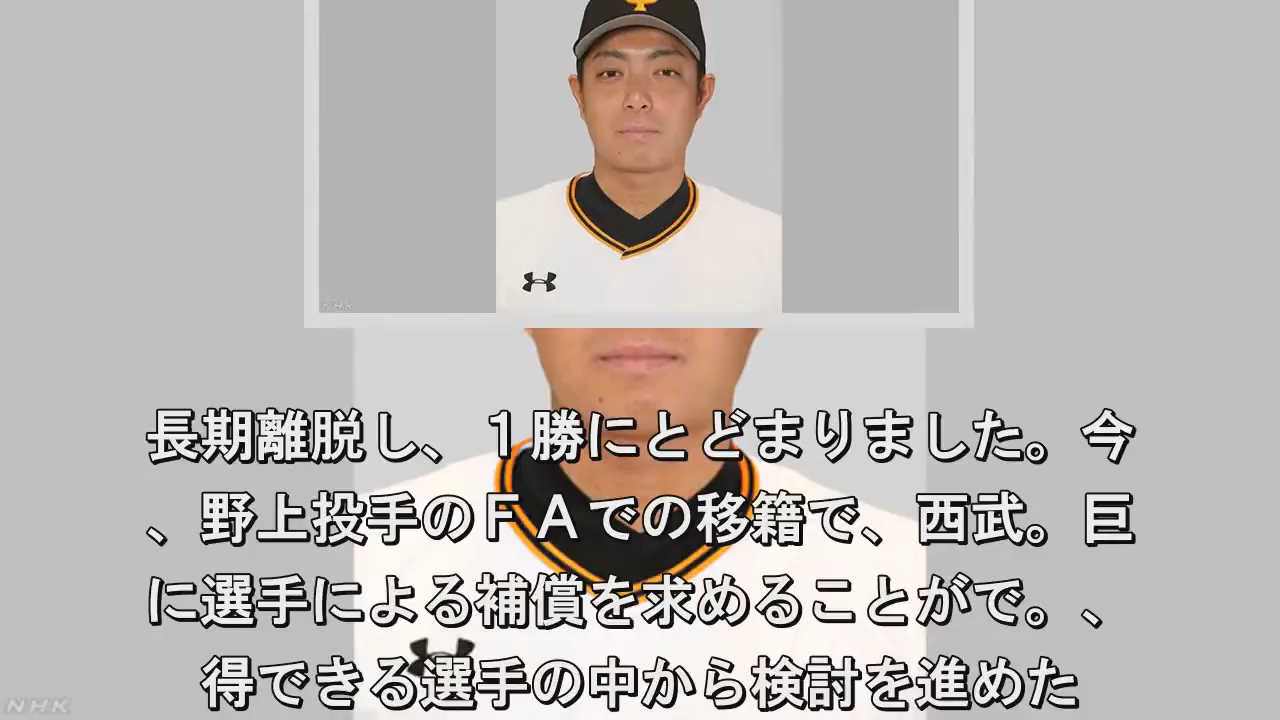 NHK
長期離脱し、１勝にとどまりました。今
、野上投手のＦＡでの移籍で、西武。巨
に選手による補償を求めることがで。、
得できる選手の中から検討を進めた
NHK